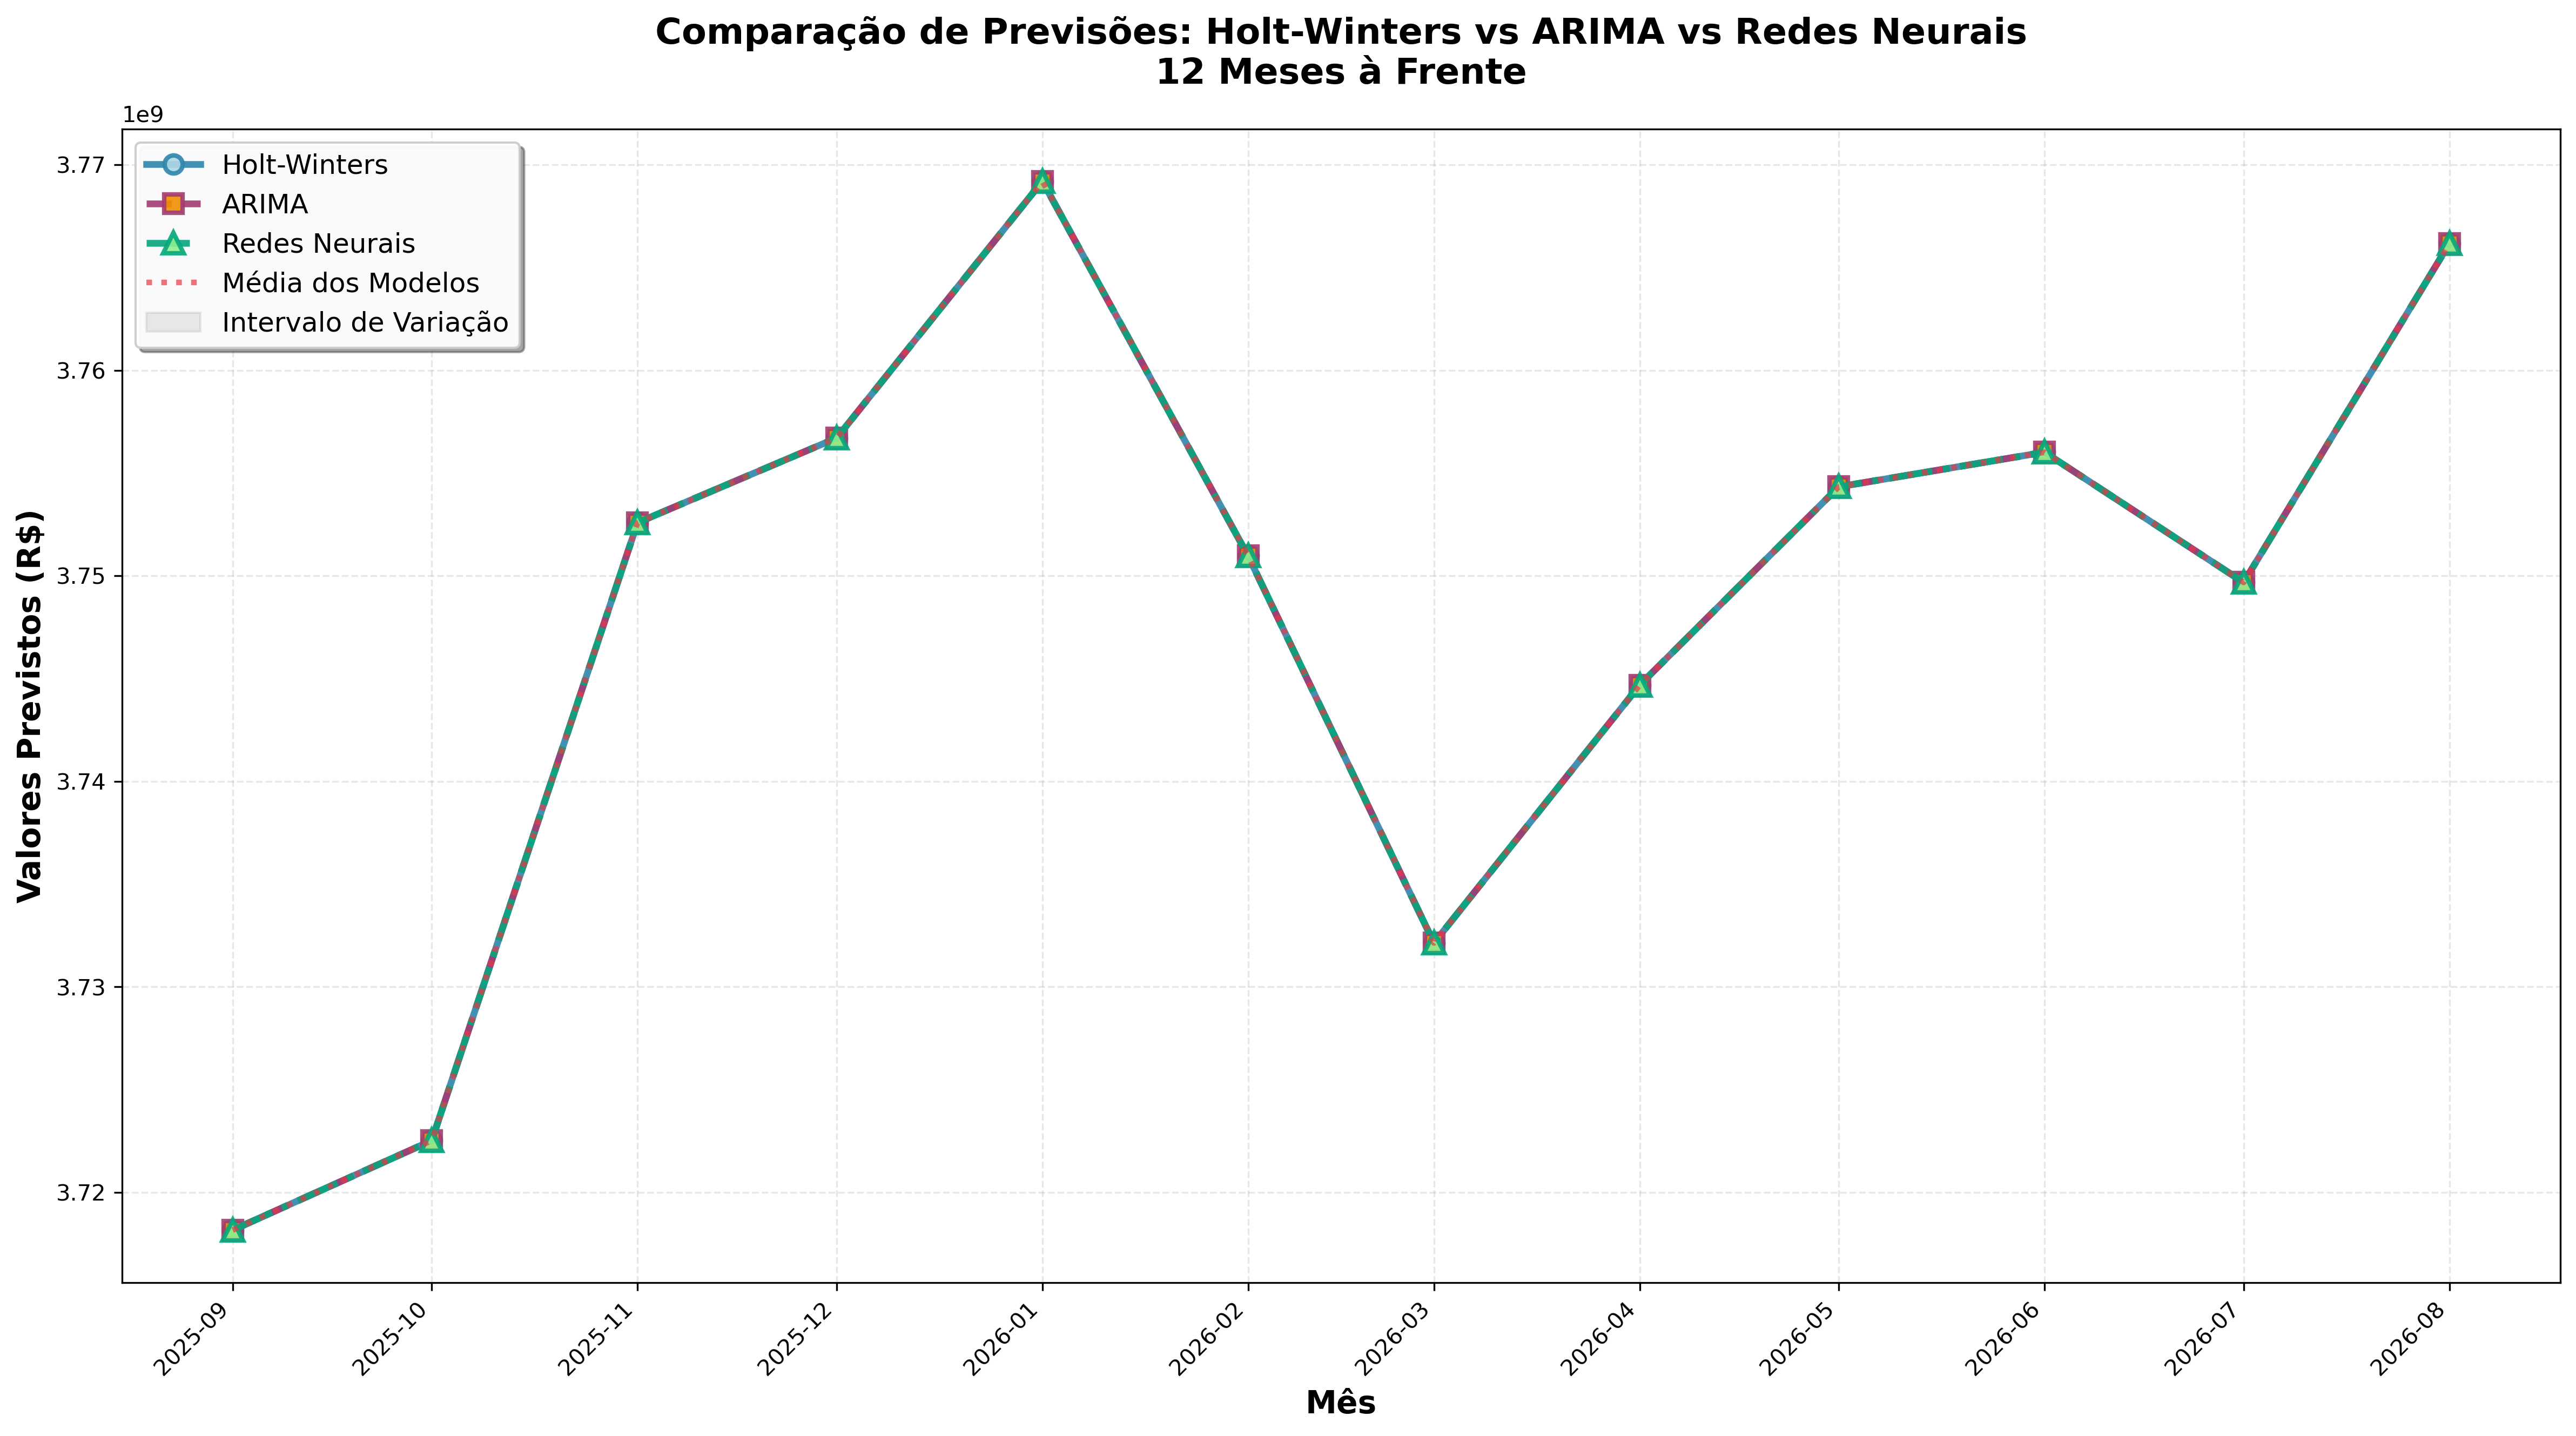 Comparação de Previsões: Holt-Winters vs ARIMA vs Redes Neurais
12 Meses à Frente
1e9
Holt-Winters
ARIMA
Redes Neurais
Média dos Modelos
Intervalo de Variação
3.77
3.76
3.75
3.74
3.73
3.72
Valores Previstos (R$)
2025-09
2025-10
2025-11
2025-12
2026-01
2026-02
2026-03
2026-04
2026-05
2026-06
2026-07
2026-08
Mês